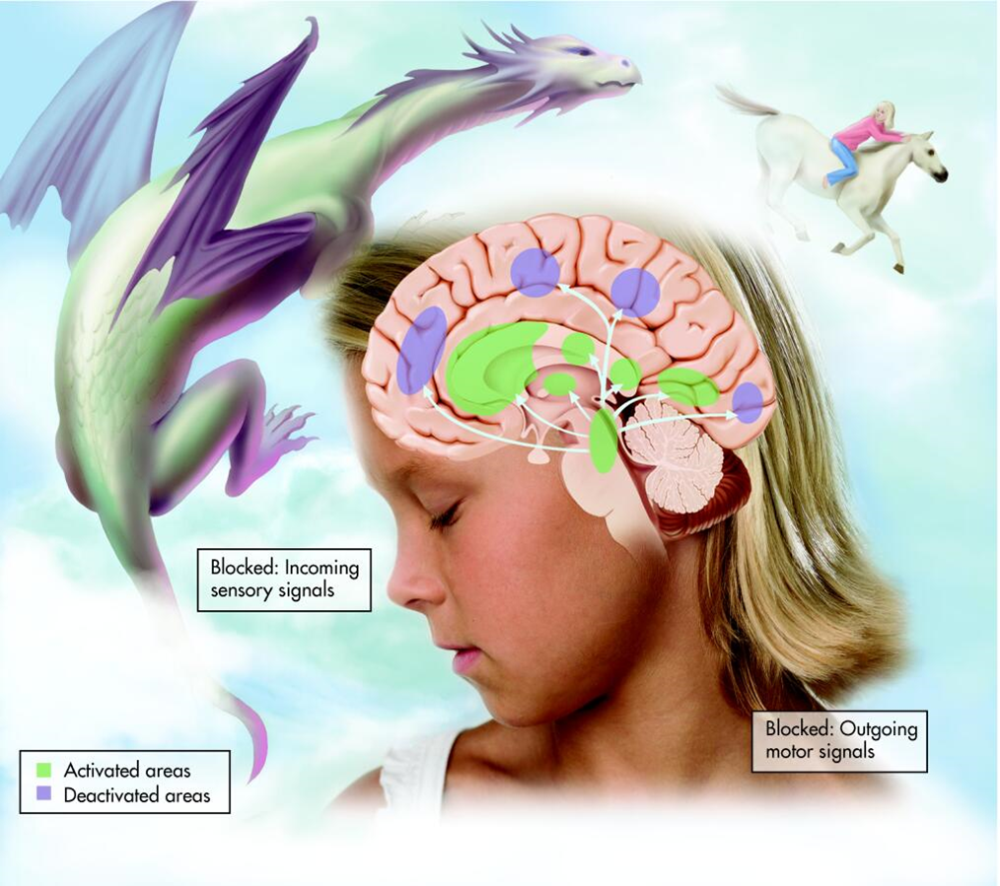 Blocked: Incoming
sensory signals
Blocked: Outgoing
motor signals
Activated areas
Deactivated areas